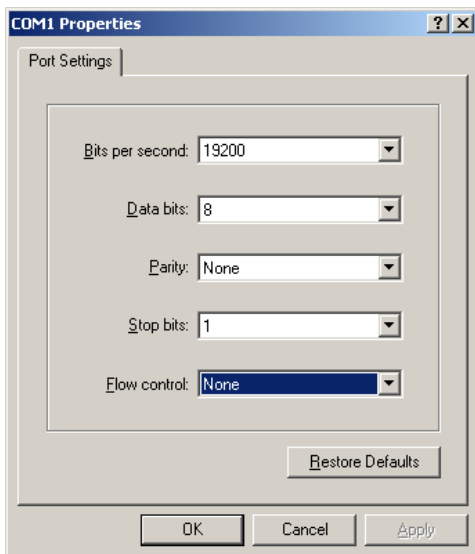 COM1 Properties
Port Settings
Bits per second: 19200
Data bits: 8
Parity: None
Stop bits: 1
Flow control: None
Restore Defaults
OK Cancel Apply